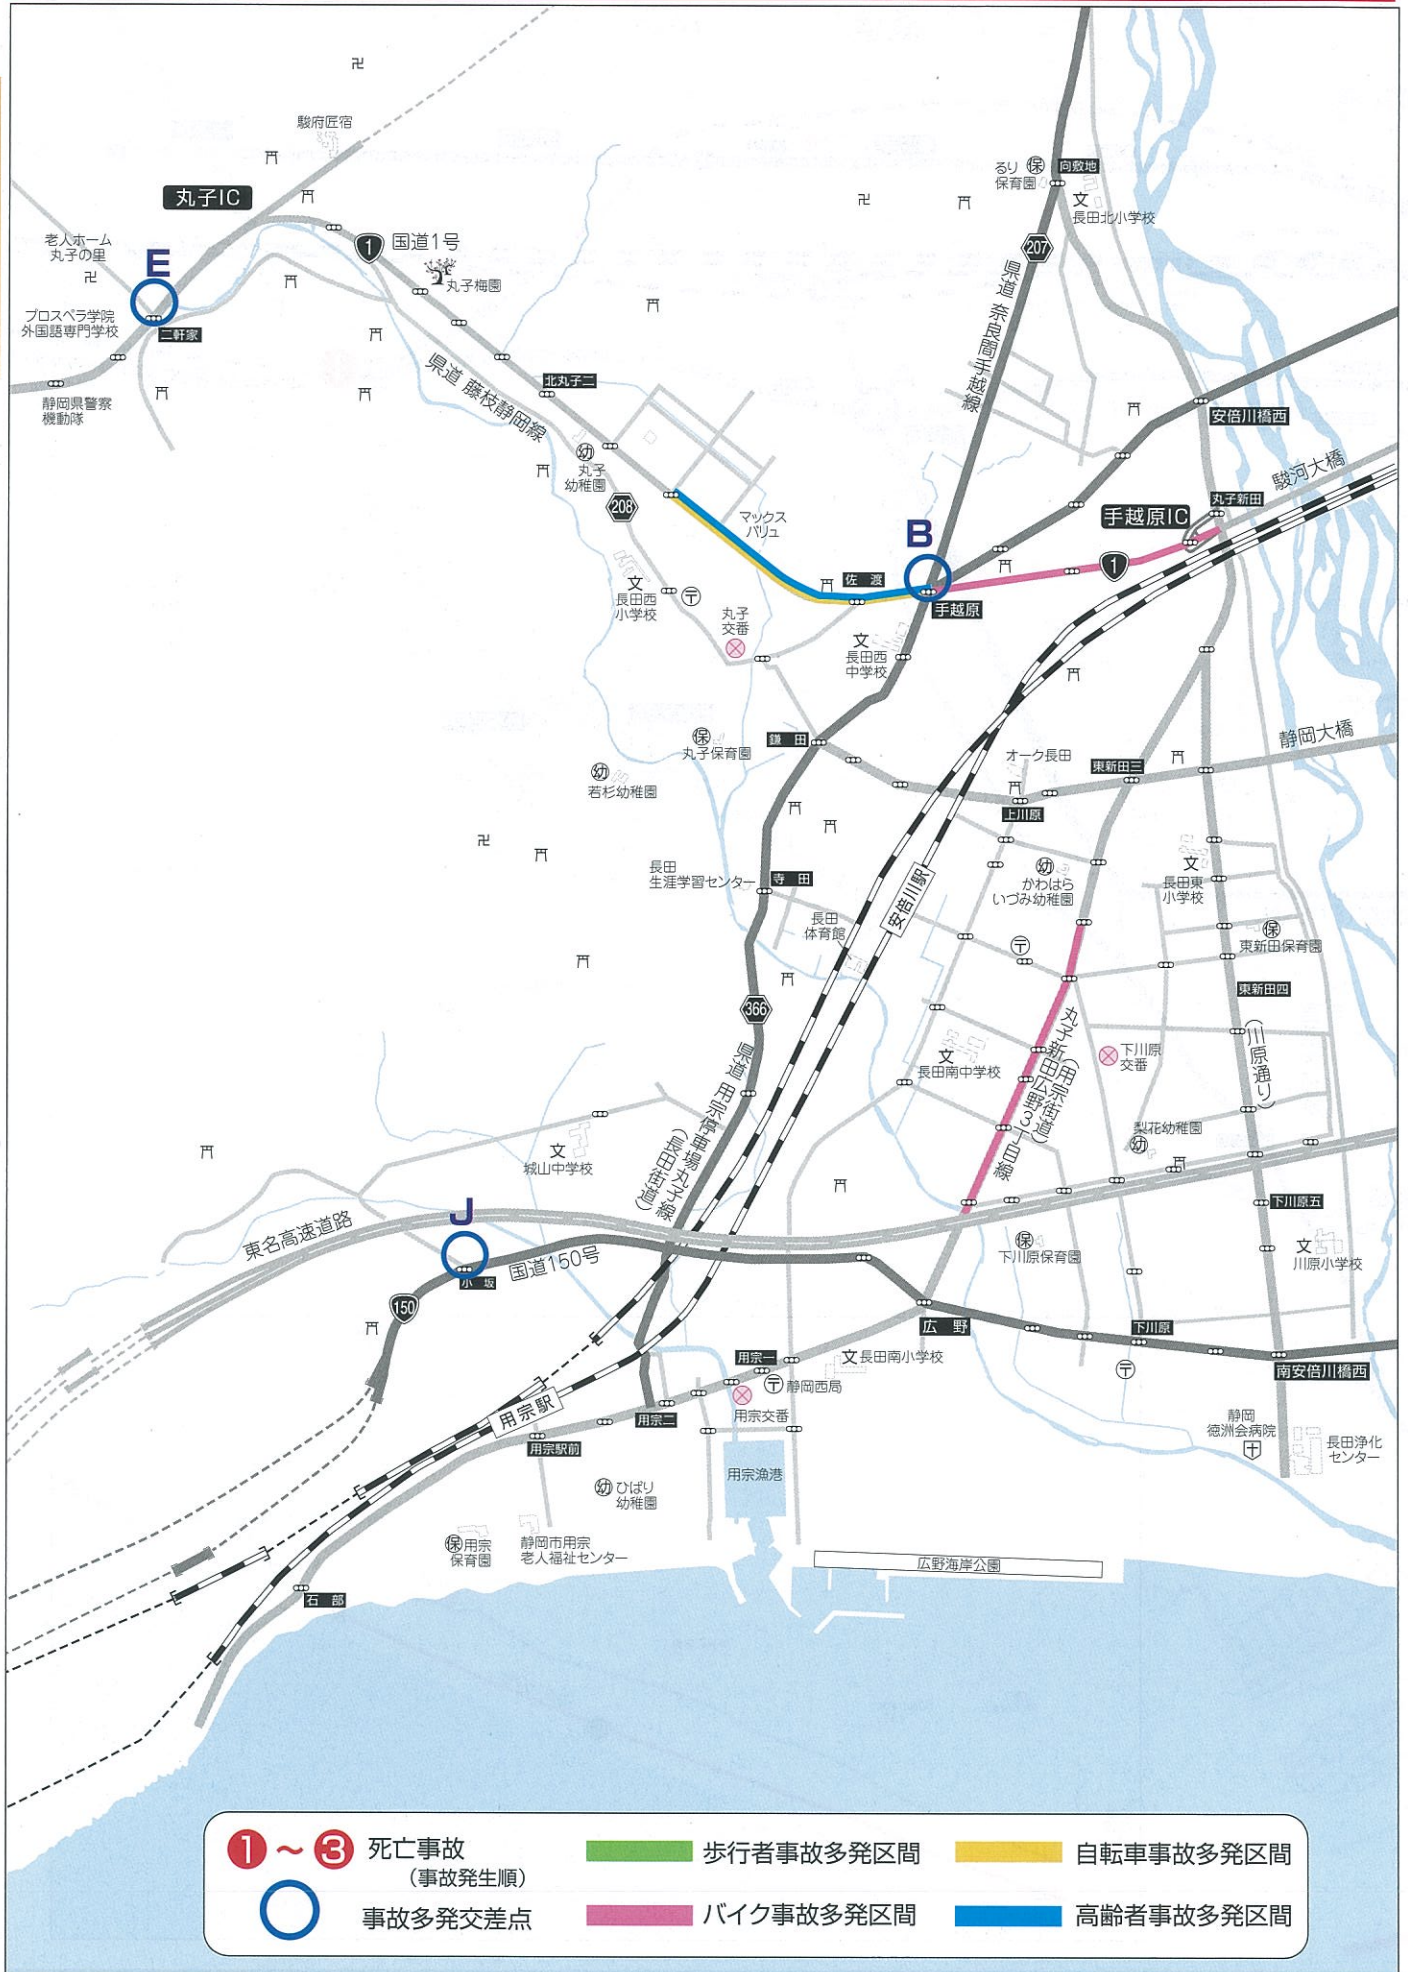 駿府匠宿
丸子IC
老人ホーム
丸子の里
E
プロスペラ学院
外国語専門学校
二軒家
静岡県警察
機動隊
1
国道1号
丸子梅園
県道 藤枝静岡線
北丸子二
幼
丸子
幼稚園
208
文
長田西
小学校
丸子
交番
マックス
バリュ
佐渡
B
手越原
文
長田西
中学校
るり
保育園
保
向敷地
文
長田北小学校
207
県道 奈良間手越線
安倍川橋西
駿河大橋
丸子新田
手越原IC
1
静岡大橋
鎌田
保
丸子保育園
幼
若杉幼稚園
オーク長田
東新田三
上川原
長田
生涯学習センター
寺田
長田
体育館
安倍川駅
幼
かわはら
いづみ幼稚園
文
長田東
小学校
保
東新田保育園
東新田四
(川原通り)
366
県道 用宗停車場丸子線
(長田街道)
文
長田南中学校
丸子新田広野3丁目線
(用宗街道)
下川原
交番
梨花幼稚園
幼
文
城山中学校
東名高速道路
J
小坂
国道150号
150
保
下川原保育園
下川原五
文
川原小学校
広野
下川原
南安倍川橋西
用宗一
文
長田南小学校
静岡西局
用宗交番
用宗二
用宗駅
用宗駅前
用宗漁港
静岡
徳洲会病院
長田浄化
センター
幼
ひばり
幼稚園
保
用宗
保育園
静岡市用宗
老人福祉センター
広野海岸公園
石部
1～3 死亡事故
(事故発生順)
事故多発交差点
歩行者事故多発区間
バイク事故多発区間
自転車事故多発区間
高齢者事故多発区間